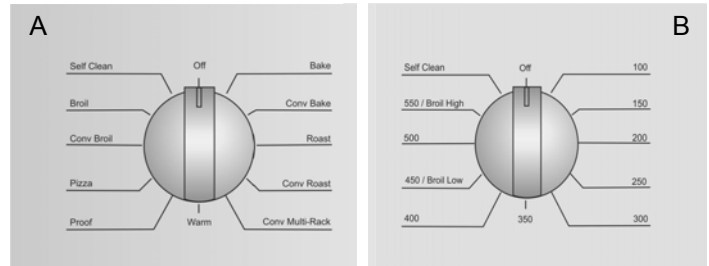 A
Self Clean Off Bake
Broil Conv Bake
Conv Broil Roast
Pizza Conv Roast
Proof Warm Conv Multi-Rack
B
Self Clean Off 100
550 / Broil High 150
500 200
450 / Broil Low 250
400 350 300